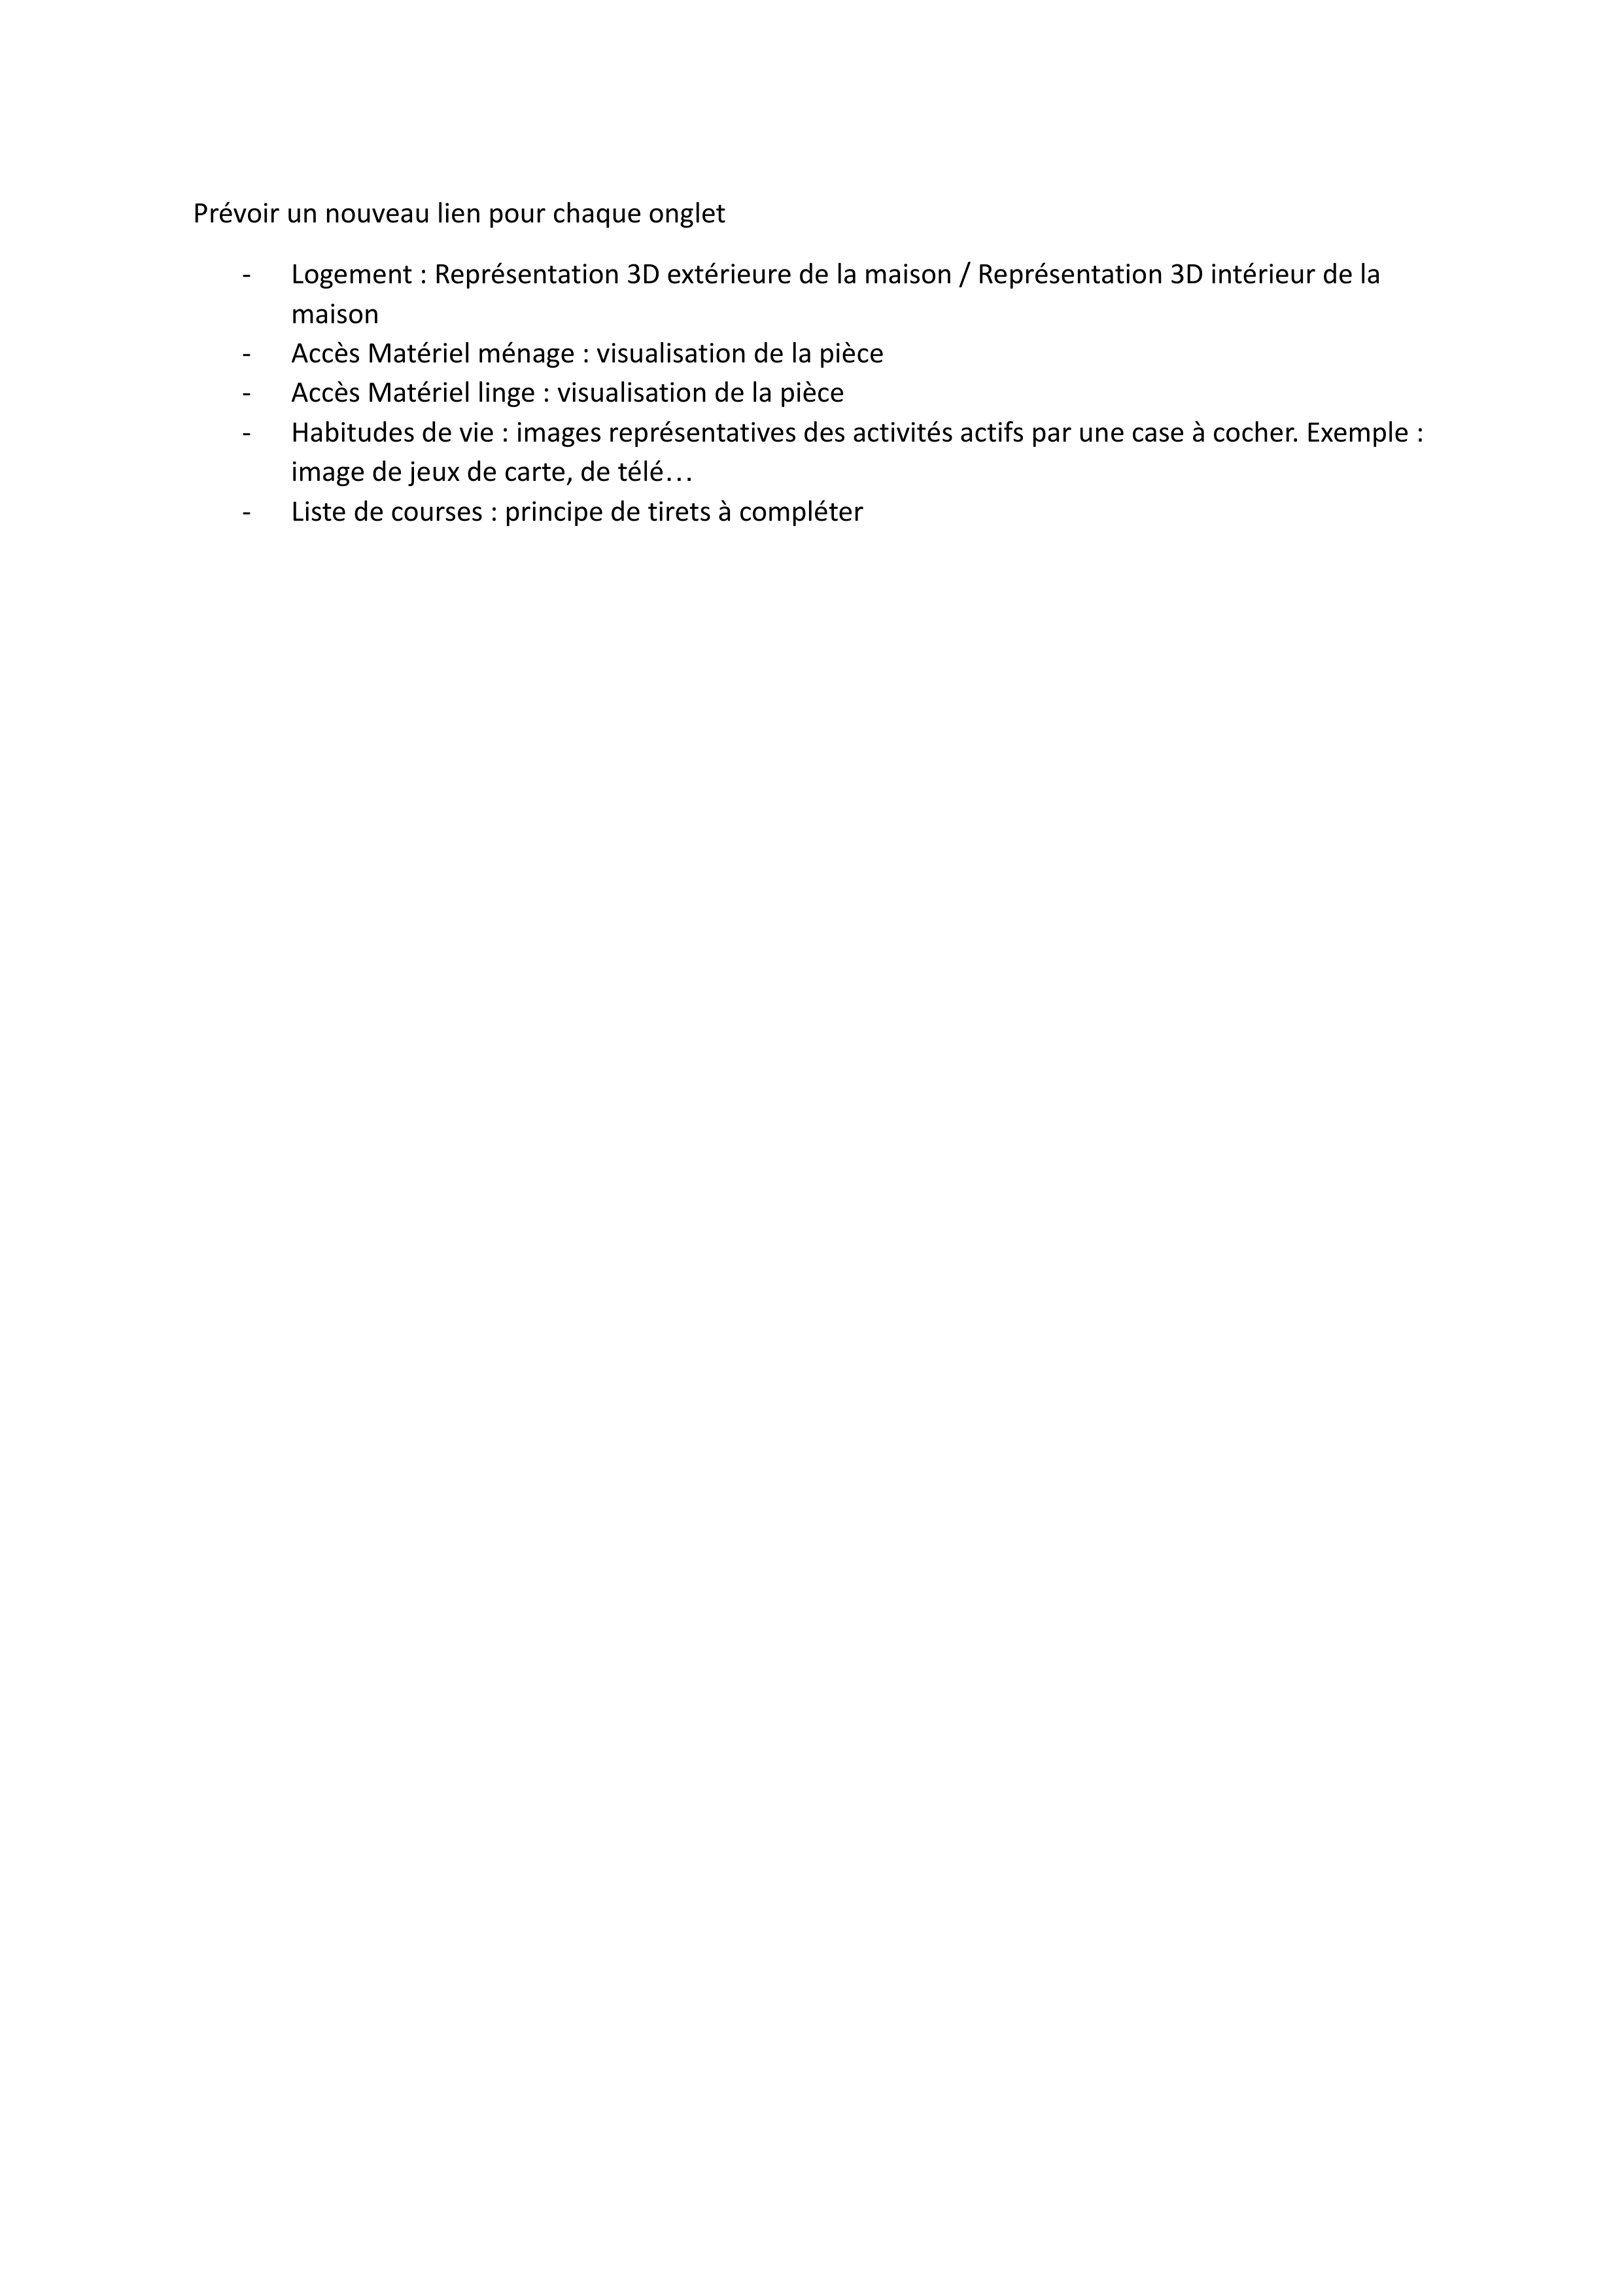 Prévoir un nouveau lien pour chaque onglet
- Logement : Représentation 3D extérieure de la maison / Représentation 3D intérieur de la
maison
- Accès Matériel ménage : visualisation de la pièce
- Accès Matériel linge : visualisation de la pièce
- Habitudes de vie : images représentatives des activités actifs par une case à cocher. Exemple :
image de jeux de carte, de télé…
- Liste de courses : principe de tirets à compléter